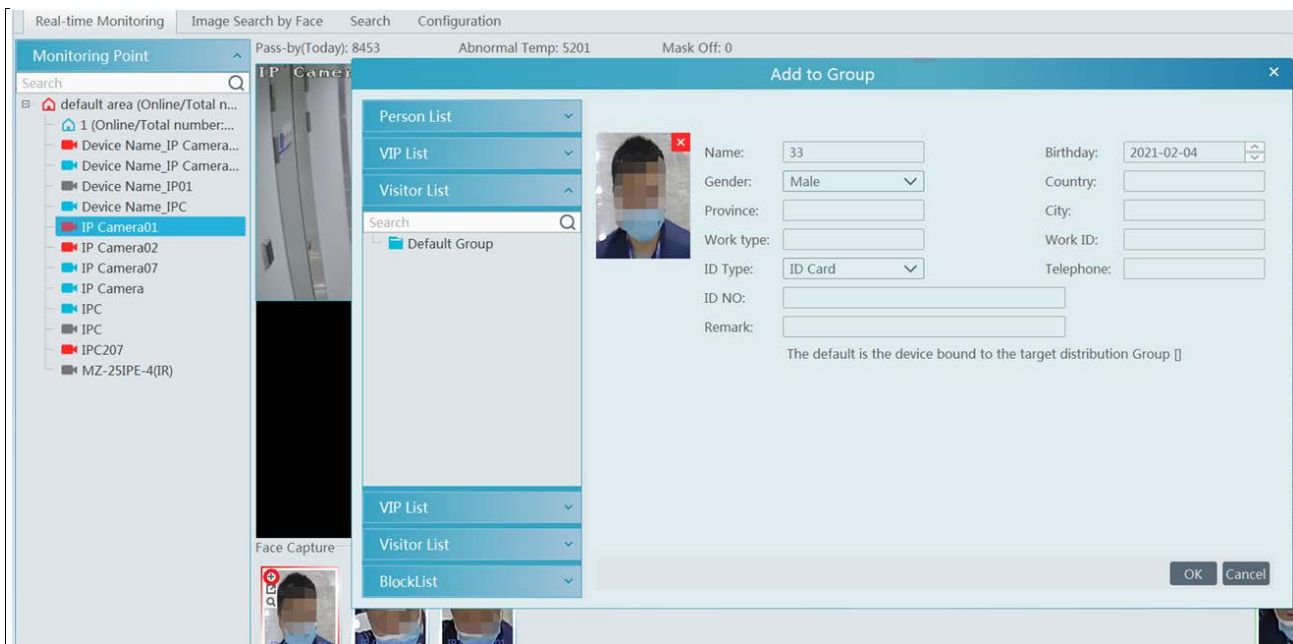 Real-time Monitoring Image Search by Face Search Configuration
Monitoring Point
Search
default area (Online/Total n...
1 (Online/Total number:...
Device Name_IP Camera...
Device Name_IP Camera...
Device Name_IP01
Device Name_IPC
IP Camera01
IP Camera02
IP Camera07
IP Camera
IPC
IPC
IPC207
MZ-25IPE-4(IR)
Pass-by(Today): 8453 Abnormal Temp: 5201 Mask Off: 0
IP Camer
Face Capture
Add to Group
Person List
VIP List
Visitor List
Search
Default Group
VIP List
Visitor List
BlockList
Name: 33 Birthday: 2021-02-04
Gender: Male Country:
Province: City:
Work type: Work ID:
ID Type: ID Card Telephone:
ID NO:
Remark:
The default is the device bound to the target distribution Group []
OK Cancel